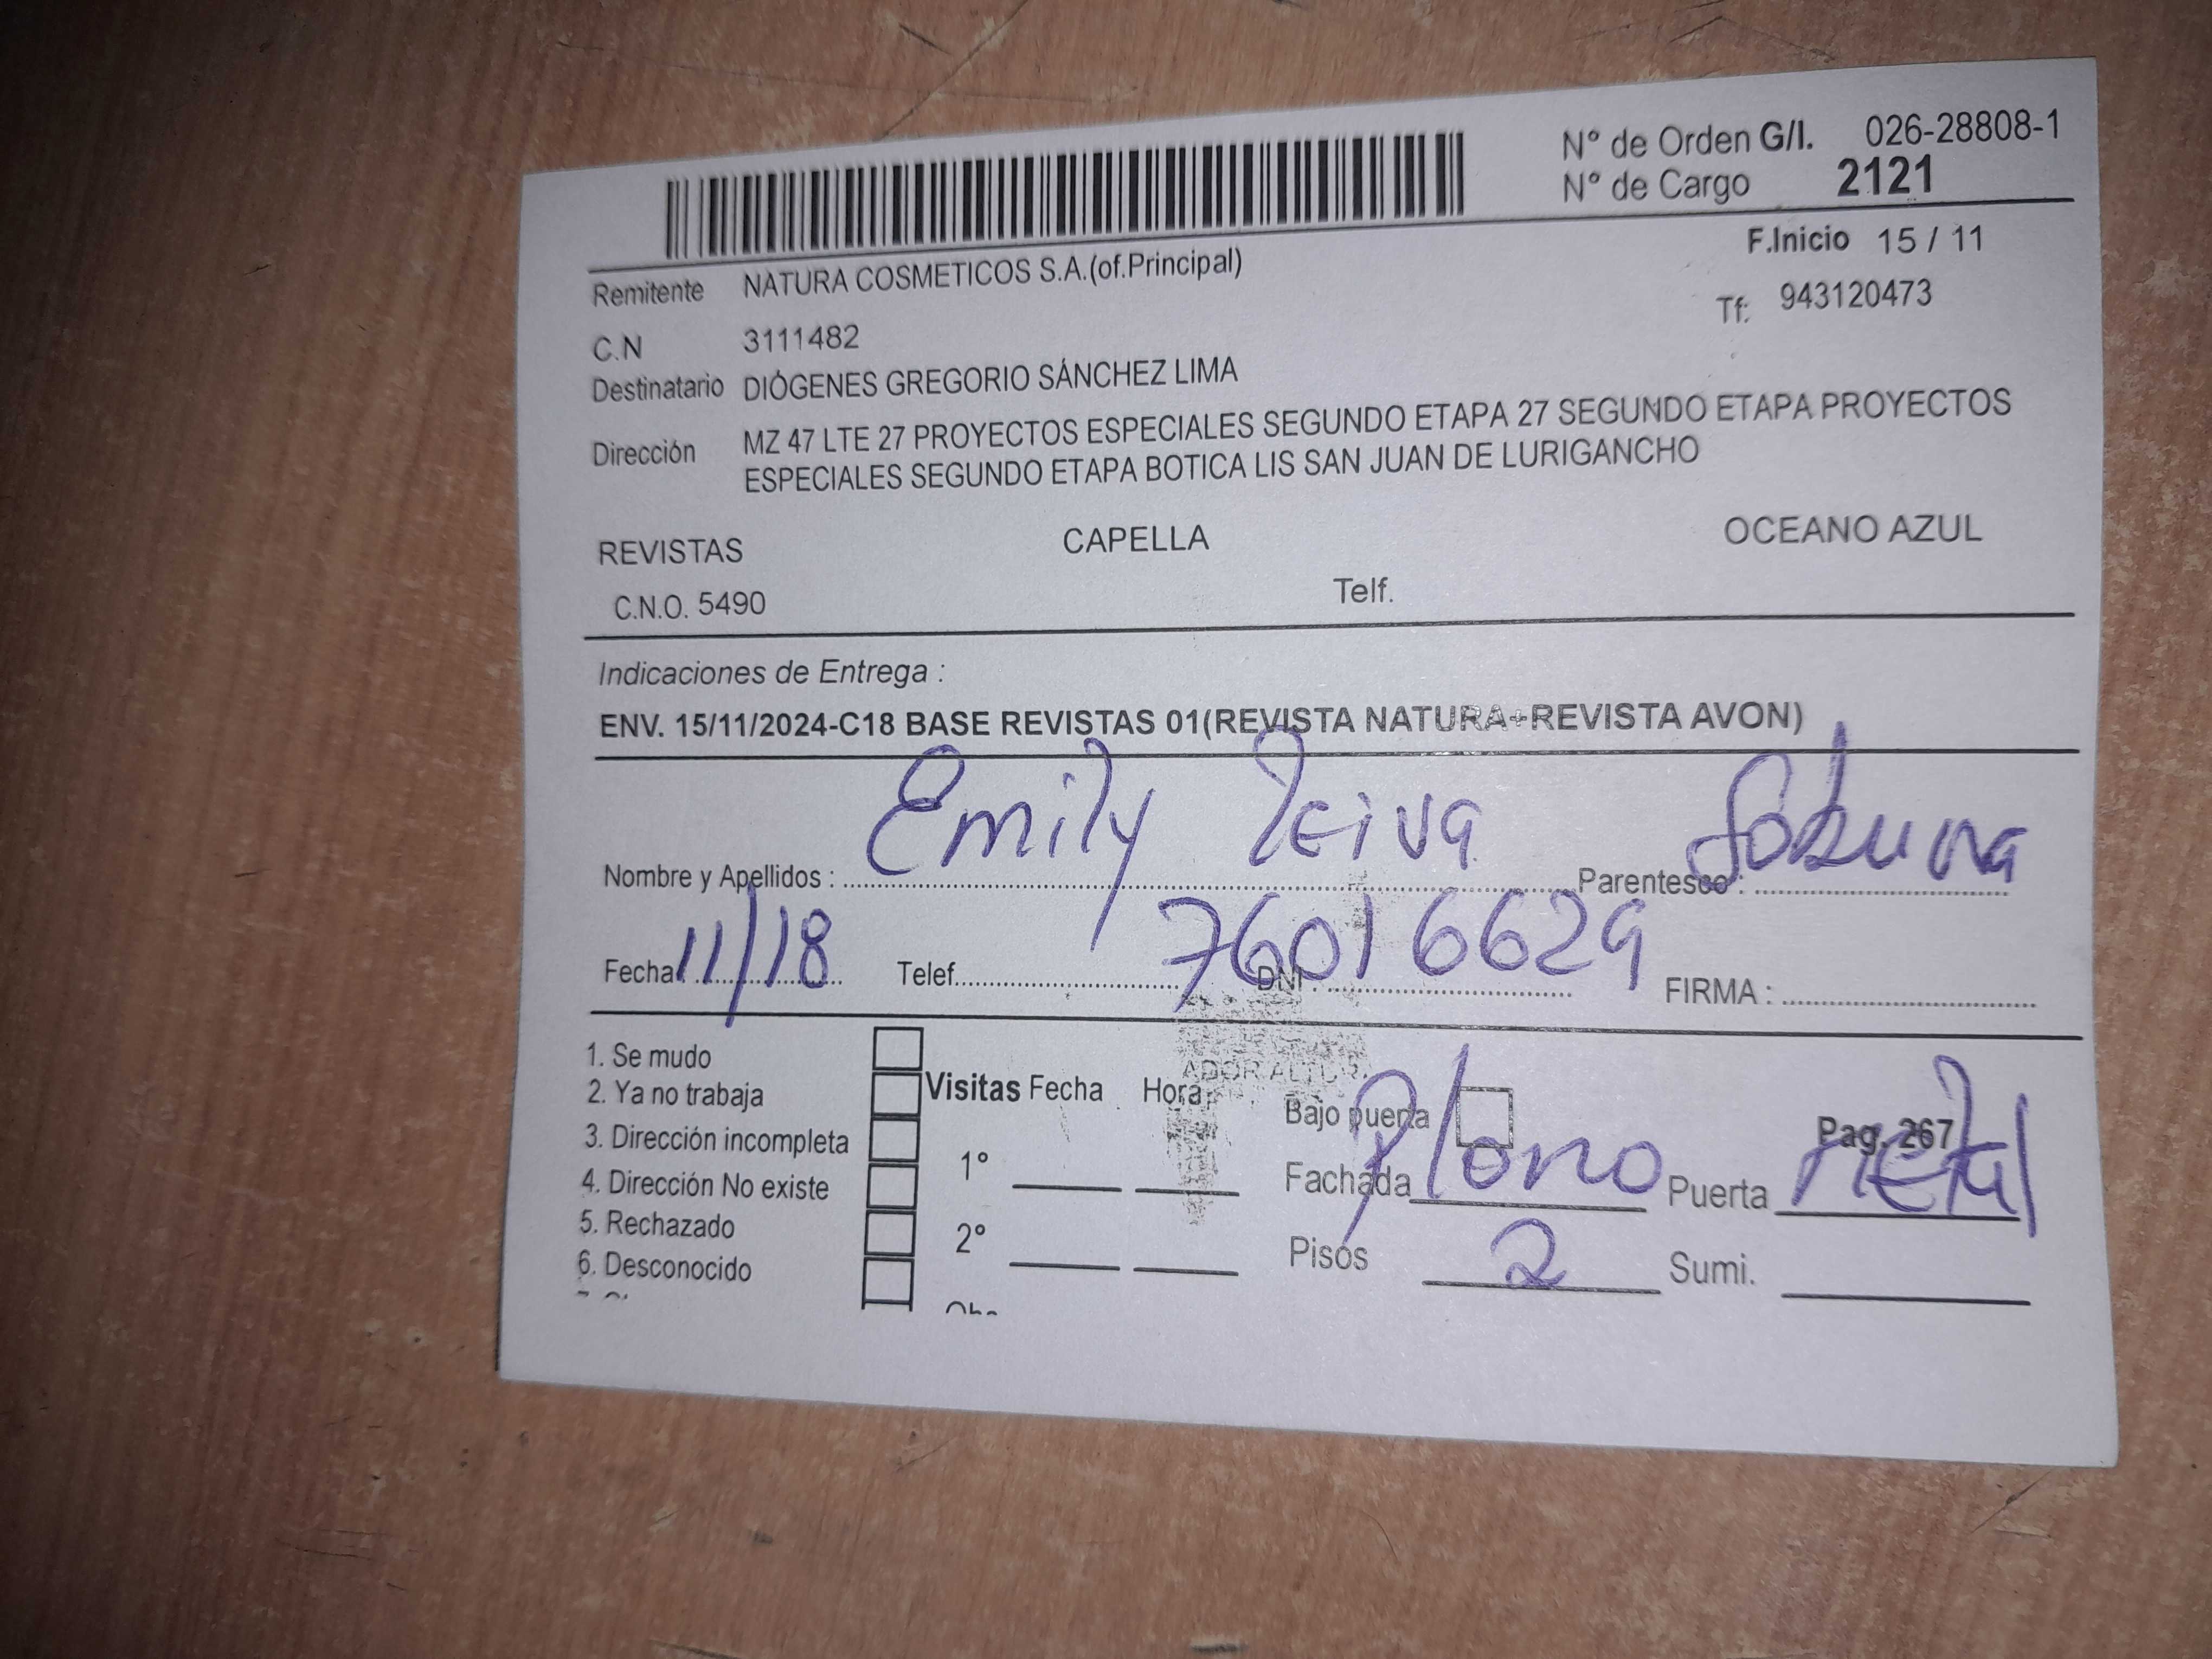 N° de Orden G/I. 026-28808-1
N° de Cargo 2121
F.Inicio 15 / 11
Remitente NATURA COSMETICOS S.A.(of.Principal)
Tf: 943120473
C.N 3111482
Destinatario DIÓGENES GREGORIO SÁNCHEZ LIMA
Dirección MZ 47 LTE 27 PROYECTOS ESPECIALES SEGUNDO ETAPA 27 SEGUNDO ETAPA PROYECTOS
ESPECIALES SEGUNDO ETAPA BOTICA LIS SAN JUAN DE LURIGANCHO
REVISTAS CAPELLA OCEANO AZUL
C.N.O. 5490 Telf.
Indicaciones de Entrega :
ENV. 15/11/2024-C18 BASE REVISTAS 01(REVISTA NATURA+REVISTA AVON)
Nombre y Apellidos : Emily Leiva Parentesco :
Fecha: 11/18 Telef. DNI: 76016629 FIRMA :
1. Se mudo
2. Ya no trabaja
3. Dirección incompleta
4. Dirección No existe
5. Rechazado
6. Desconocido
Visitas Fecha Hora
1°
2°
Bajo puerta
Pag. 267
Fachada Plomo Puerta Metal
Pisos 2 Sumi.